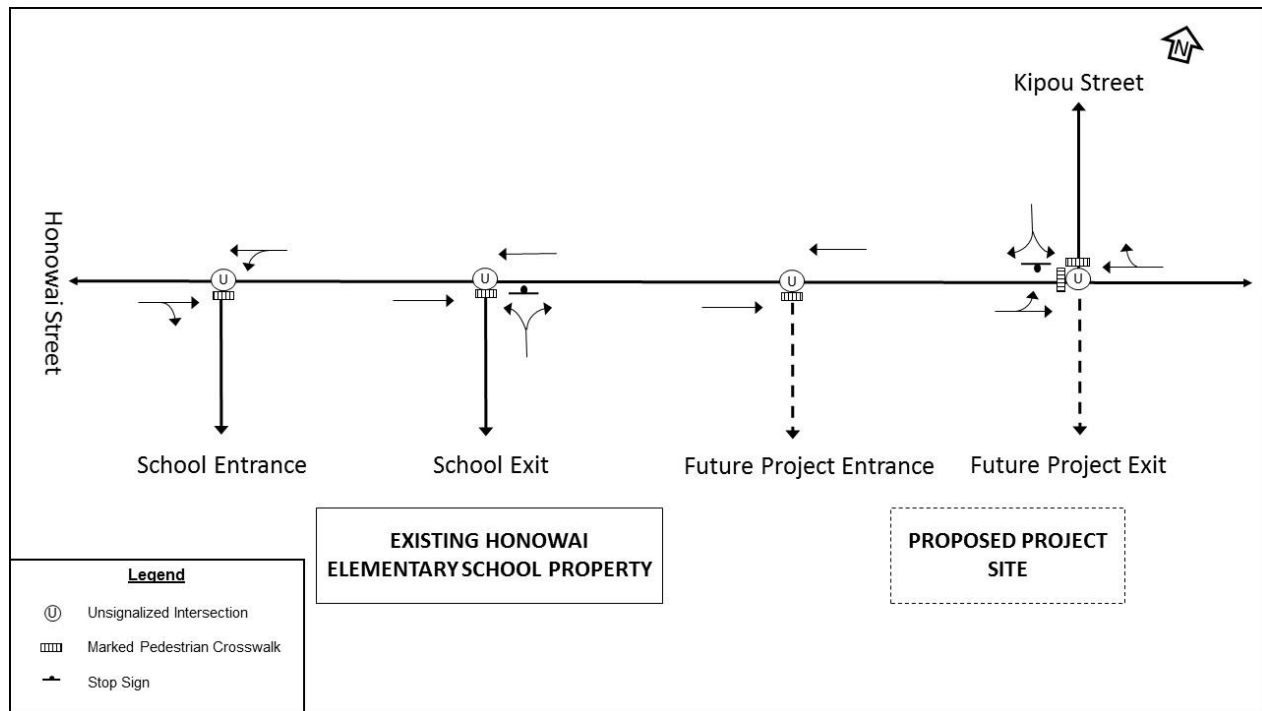 N
Kipou Street
Honowai Street
U
U
U
U
School Entrance
School Exit
Future Project Entrance
Future Project Exit
EXISTING HONOWAI
ELEMENTARY SCHOOL PROPERTY
PROPOSED PROJECT
SITE
Legend
U Unsignalized Intersection
Marked Pedestrian Crosswalk
Stop Sign